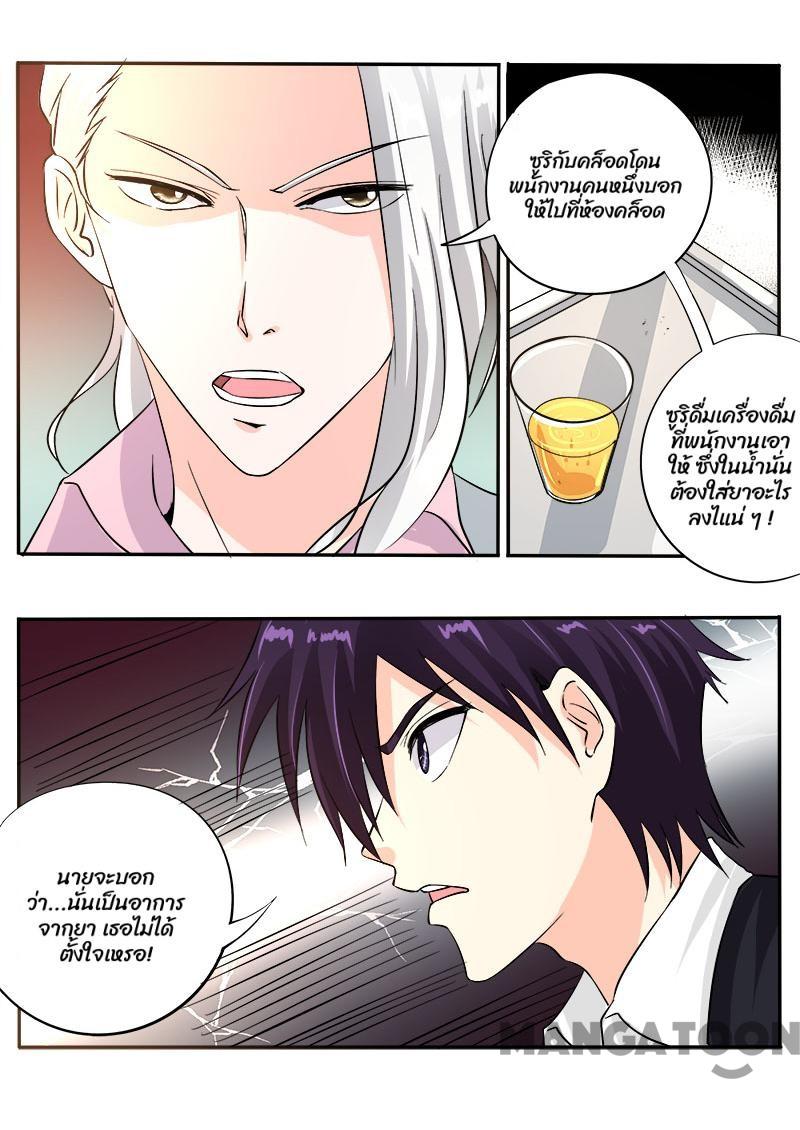 ซูริกับคล็อดโดน
พนักงานคนหนึ่งบอก
ให้ไปที่ห้องคล็อด
ซูริดื่มเครื่องดื่ม
ที่พนักงานเอา
ให้ ซึ่งในน้ำนั่น
ต้องใส่ยาอะไร
ลงไแน่ ๆ !
นายจะบอก
ว่า...นั่นเป็นอาการ
จากยา เธอไม่ได้
ตั้งใจเหรอ!
MANGATOON